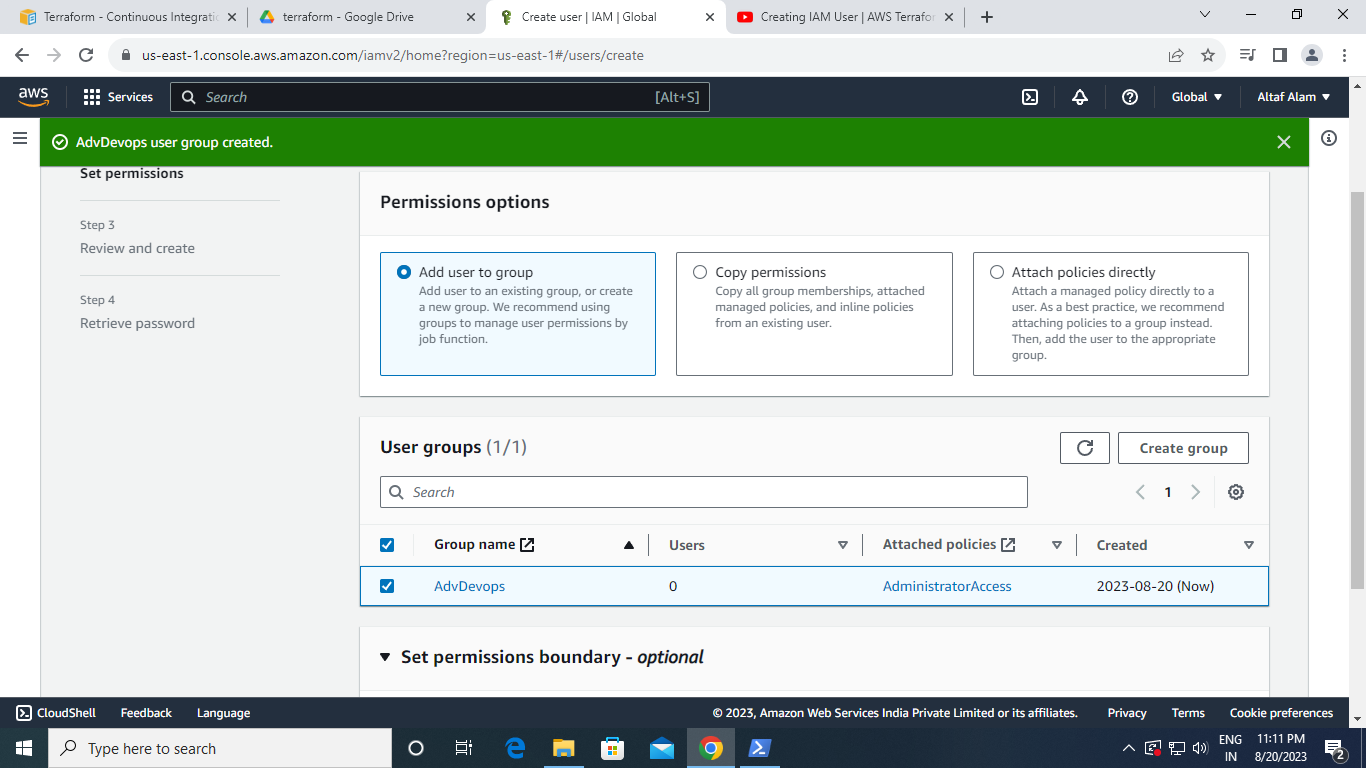 Terraform - Continuous Integratio
terraform - Google Drive
Create user | IAM | Global
Creating IAM User | AWS Terrafor
us-east-1.console.aws.amazon.com/iamv2/home?region=us-east-1#/users/create
aws
Services
Search
[Alt+S]
Global
Altaf Alam
AdvDevops user group created.
Set permissions
Step 3
Review and create
Step 4
Retrieve password
Permissions options
Add user to group
Add user to an existing group, or create
a new group. We recommend using
groups to manage user permissions by
job function.
Copy permissions
Copy all group memberships, attached
managed policies, and inline policies
from an existing user.
Attach policies directly
Attach a managed policy directly to a
user. As a best practice, we recommend
attaching policies to a group instead.
Then, add the user to the appropriate
group.
User groups (1/1)
Create group
Search
1
Group name
Users
Attached policies
Created
AdvDevops
0
AdministratorAccess
2023-08-20 (Now)
Set permissions boundary - optional
CloudShell
Feedback
Language
© 2023, Amazon Web Services India Private Limited or its affiliates.
Privacy
Terms
Cookie preferences
Type here to search
ENG
IN
11:11 PM
8/20/2023
2